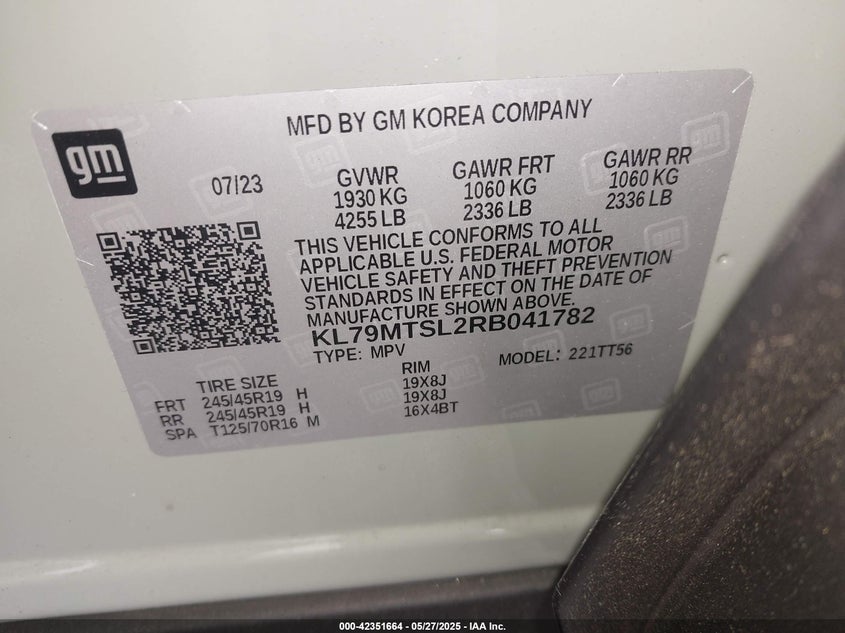 MFD BY GM KOREA COMPANY
gm
07/23
GVWR GAWR FRT GAWR RR
1930 KG 1060 KG 1060 KG
4255 LB 2336 LB 2336 LB
THIS VEHICLE CONFORMS TO ALL
APPLICABLE U.S. FEDERAL MOTOR
VEHICLE SAFETY AND THEFT PREVENTION
STANDARDS IN EFFECT ON THE DATE OF
MANUFACTURE SHOWN ABOVE.
KL79MTSL2RB041782
TYPE: MPV MODEL: 221TT56
TIRE SIZE RIM
FRT 245/45R19 H 19X8J
RR 245/45R19 H 19X8J
SPA T125/70R16 M 16X4BT
000-42351664 — 05/27/2025 - IAA Inc.